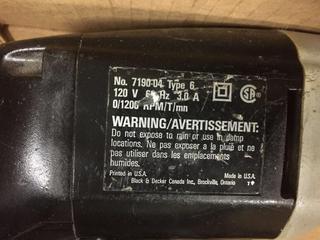 No. 7190-04 Type 6
120 V 60 Hz 3.0 A
0/1200 RPM/T/mn
WARNING/AVERTISSEMENT:
Do not expose to rain or use in damp
locations. Ne pas exposer a la pluie et ne
pas utiliser dans les emplacements
humides.
Printed in U.S.A. Made in U.S.A.
Black & Decker Canada Inc., Brockville, Ontario